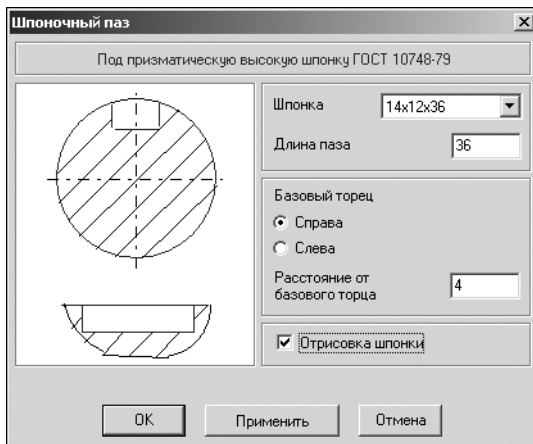 Шпоночный паз
Под призматическую высокую шпонку ГОСТ 10748-79
Шпонка 14x12x36
Длина паза 36
Базовый торец
Справа
Слева
Расстояние от
базового торца 4
Отрисовка шпонки
OK Применить Отмена